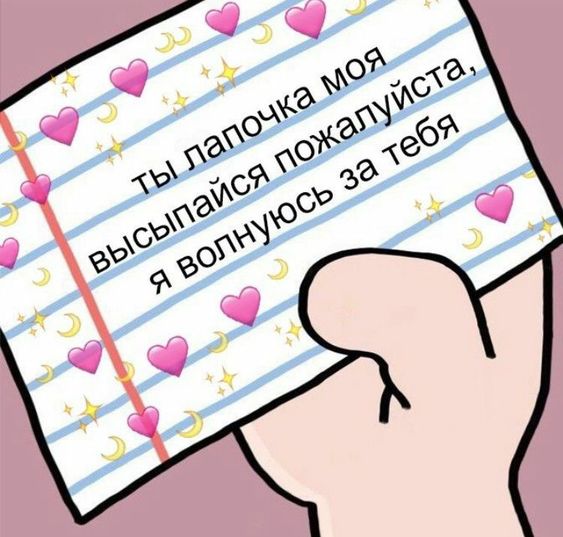 ты лапочка моя
высыпайся пожалуйста,
я волнуюсь за тебя